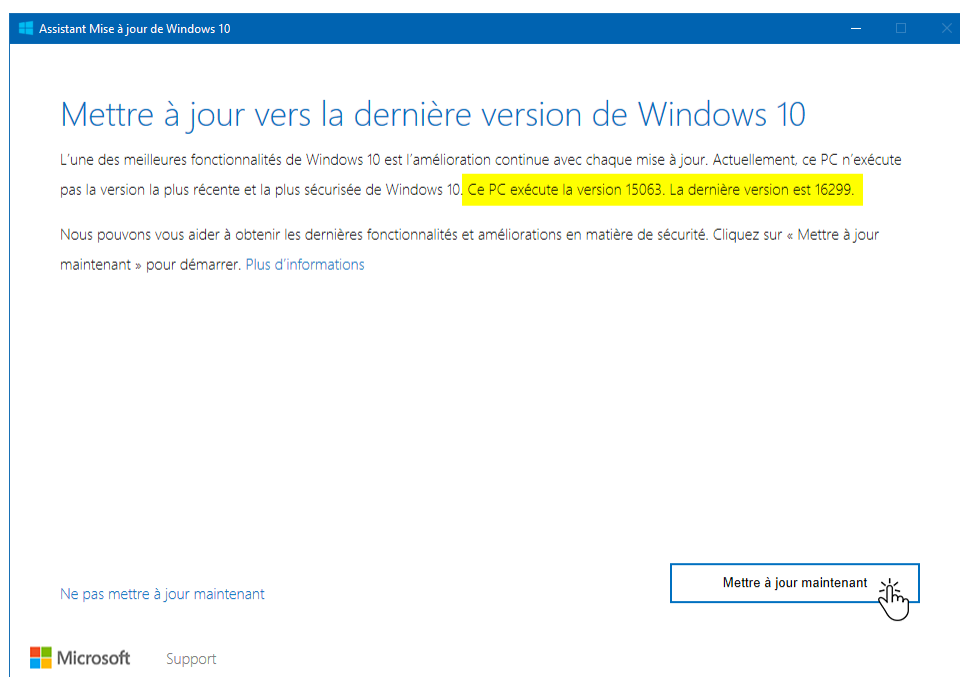 Assistant Mise à jour de Windows 10
Mettre à jour vers la dernière version de Windows 10
L'une des meilleures fonctionnalités de Windows 10 est l'amélioration continue avec chaque mise à jour. Actuellement, ce PC n'exécute
pas la version la plus récente et la plus sécurisée de Windows 10. Ce PC exécute la version 15063. La dernière version est 16299.
Nous pouvons vous aider à obtenir les dernières fonctionnalités et améliorations en matière de sécurité. Cliquez sur « Mettre à jour
maintenant » pour démarrer. Plus d'informations
Mettre à jour maintenant
Ne pas mettre à jour maintenant
Microsoft Support